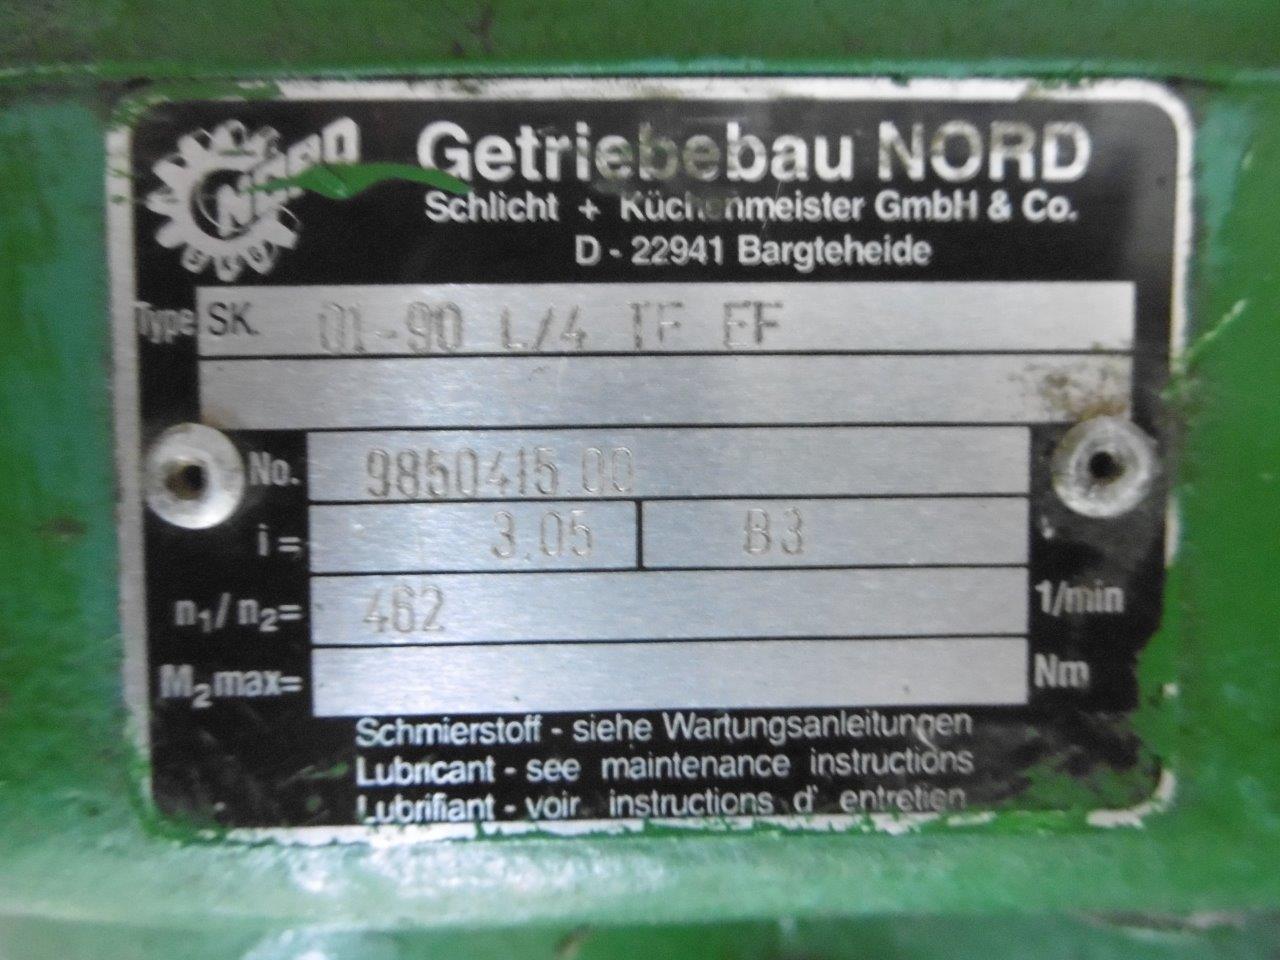 NORD
Getriebebau NORD
Schlicht + Küchenmeister GmbH & Co.
D - 22941 Bargteheide
Type SK. 01-90 L/4 TF EF
No. 9850415.00
i = 3.05 B3
n1/n2= 462 1/min
M2max= Nm
Schmierstoff - siehe Wartungsanleitungen
Lubricant - see maintenance instructions
Lubrifiant - voir instructions d' entretien